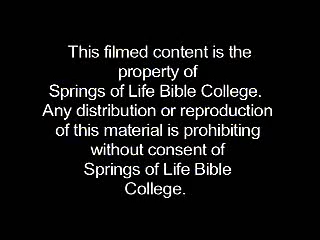 This filmed content is the
property of
Springs of Life Bible College.
Any distribution or reproduction
of this material is prohibiting
without consent of
Springs of Life Bible
College.